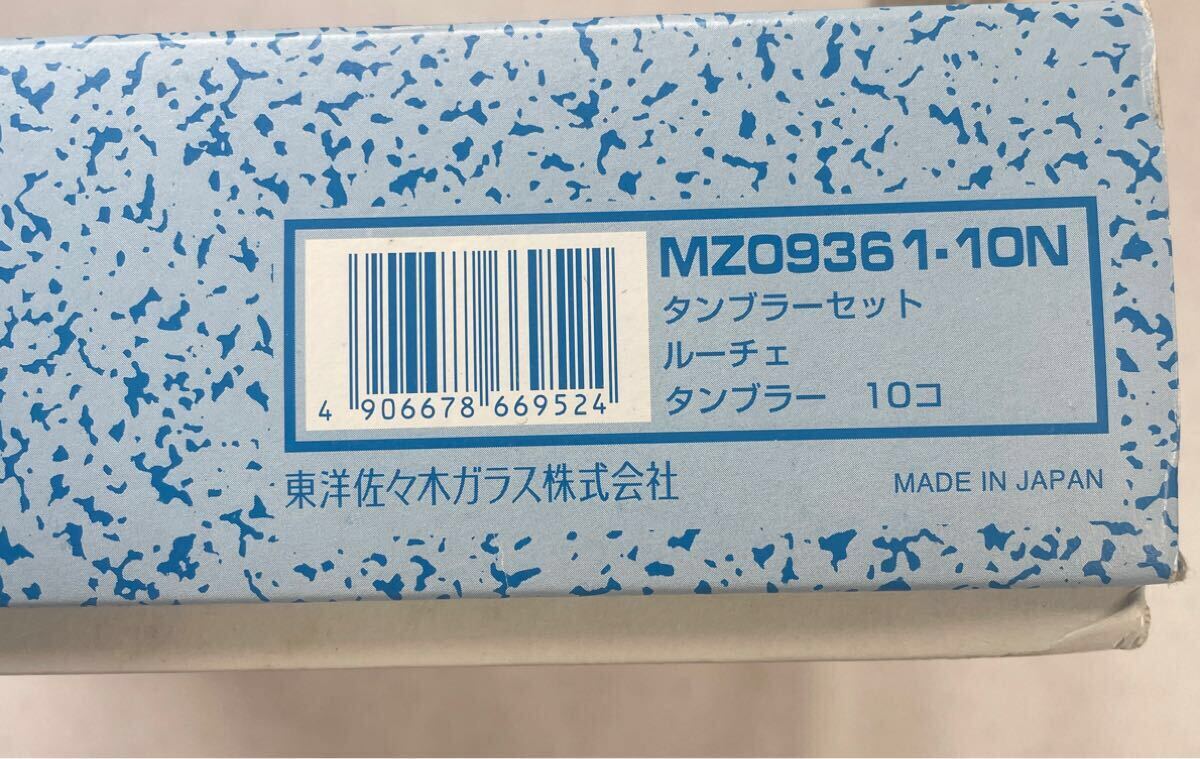 MZ09361-10N
タンブラーセット
ルーチェ
タンブラー 10コ
4 906678 669524
東洋佐々木ガラス株式会社
MADE IN JAPAN